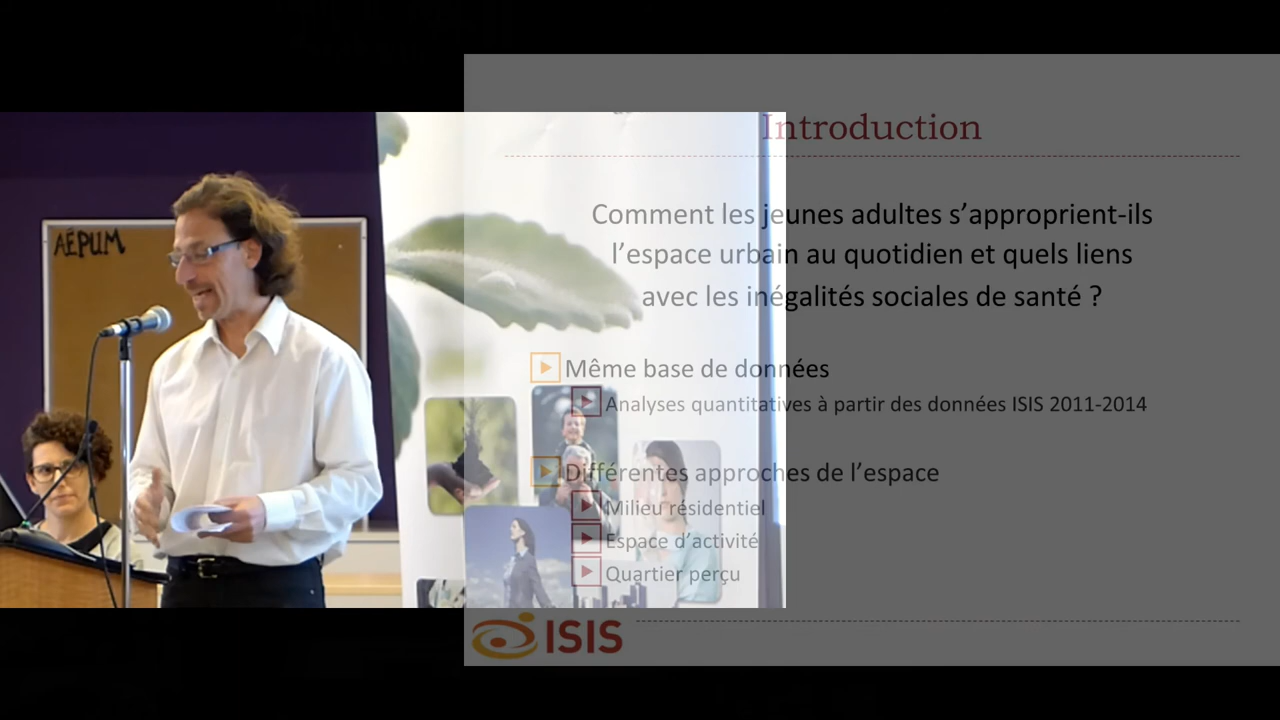 AÉPUM
Introduction
Comment les jeunes adultes s’approprient-ils
l’espace urbain au quotidien et quels liens
avec les inégalités sociales de santé ?
Même base de données
Analyses quantitatives à partir des données ISIS 2011-2014
Différentes approches de l’espace
Milieu résidentiel
Espace d’activité
Quartier perçu
ISIS